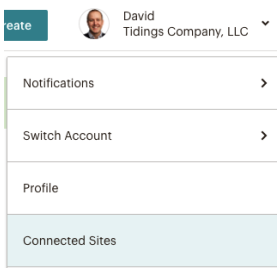 reate
David
Tidings Company, LLC
Notifications
Switch Account
Profile
Connected Sites